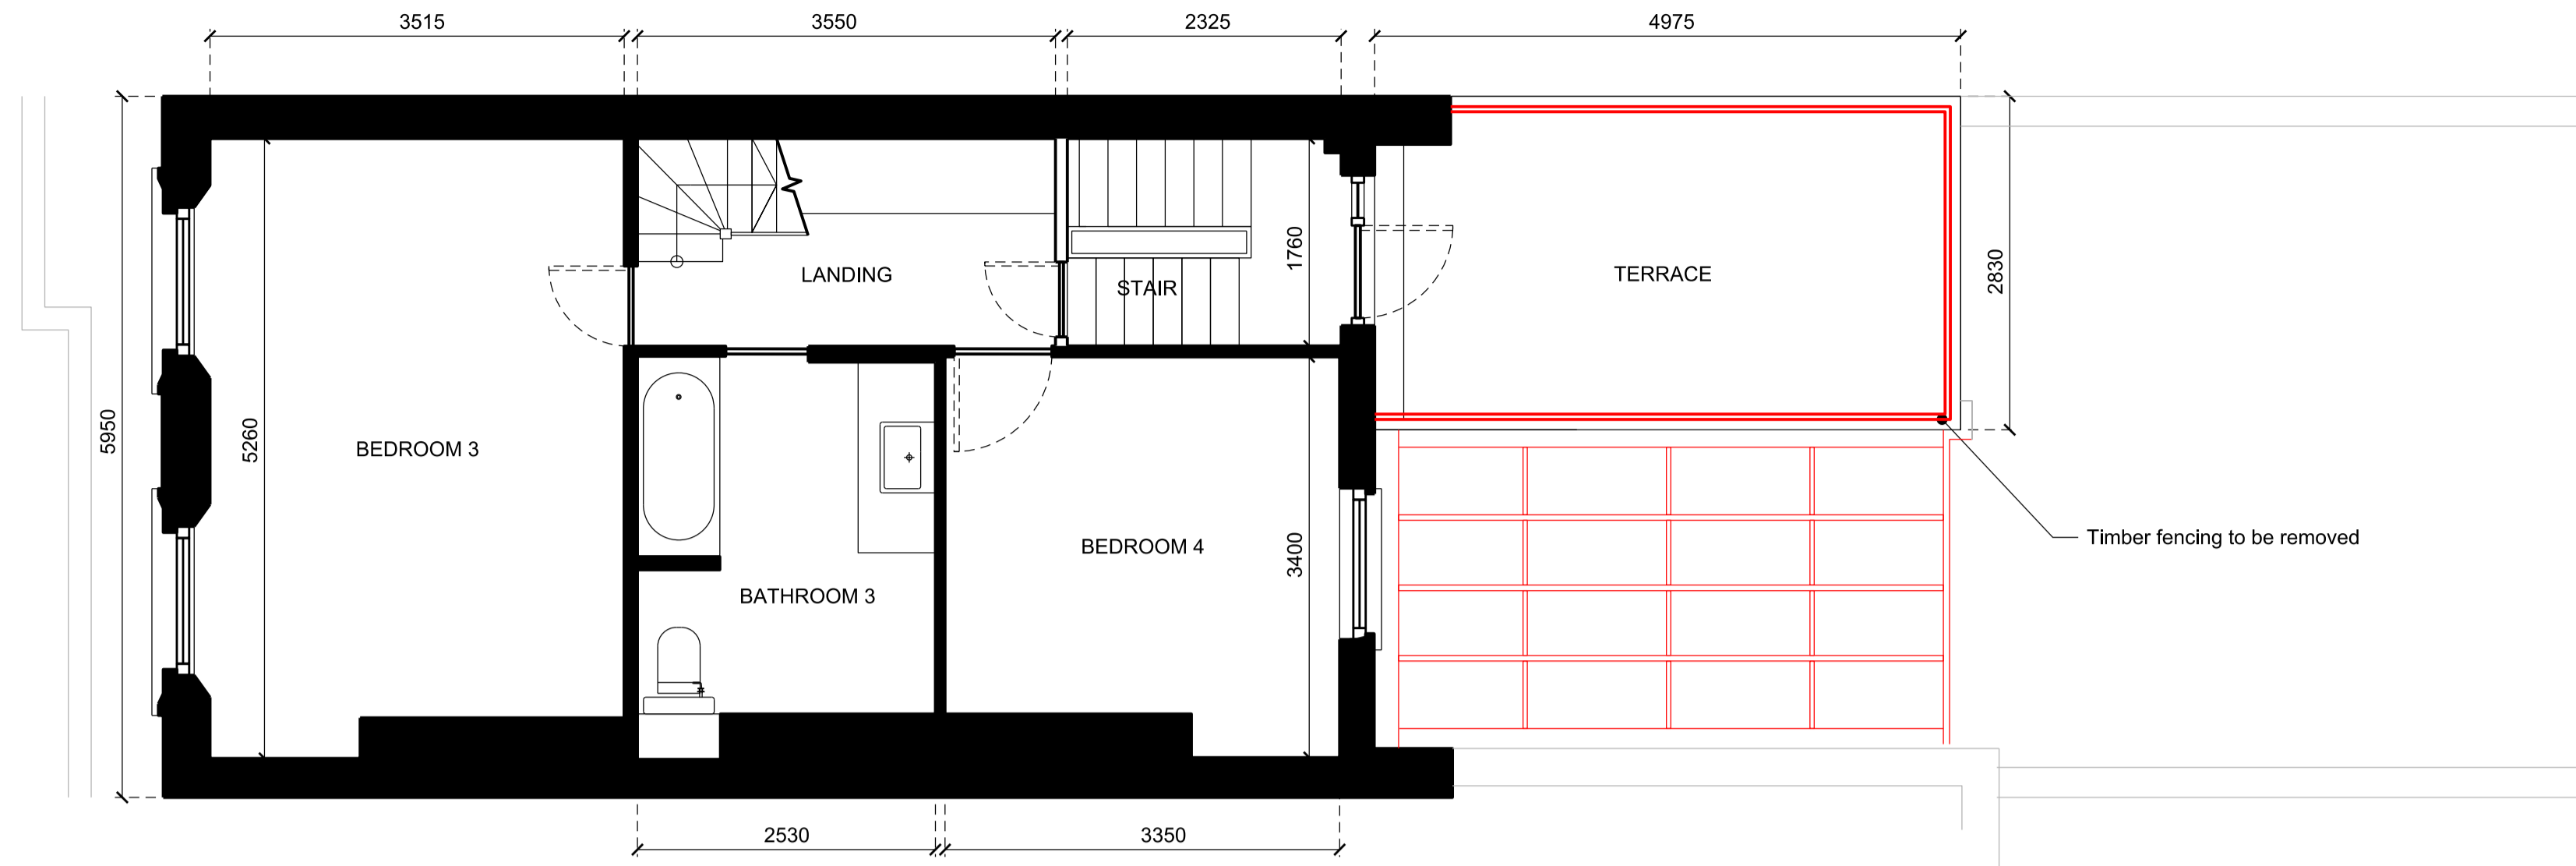 3515
3550
2325
4975
5950
5260
1760
2830
LANDING
STAIR
TERRACE
BEDROOM 3
BEDROOM 4
3400
BATHROOM 3
Timber fencing to be removed
2530
3350